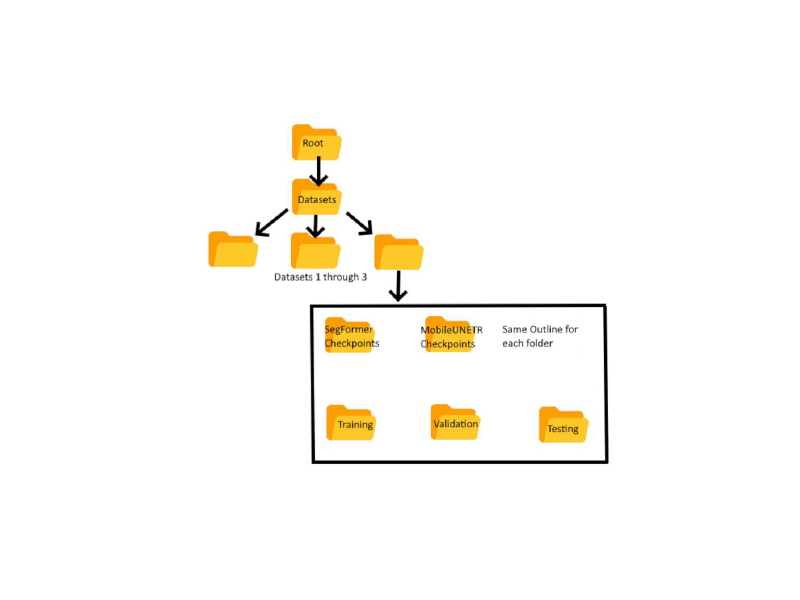 Root
Datasets
Datasets 1 through 3
SegFormer
Checkpoints
MobileUNETR
Checkpoints
Same Outline for
each folder
Training
Validation
Testing